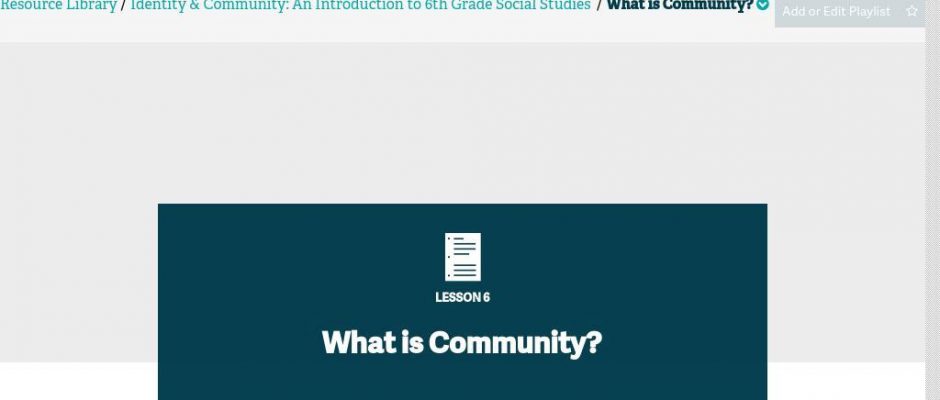 Resource Library / Identity & Community: An Introduction to 6th Grade Social Studies / What is Community?
Add or Edit Playlist
LESSON 6
What is Community?